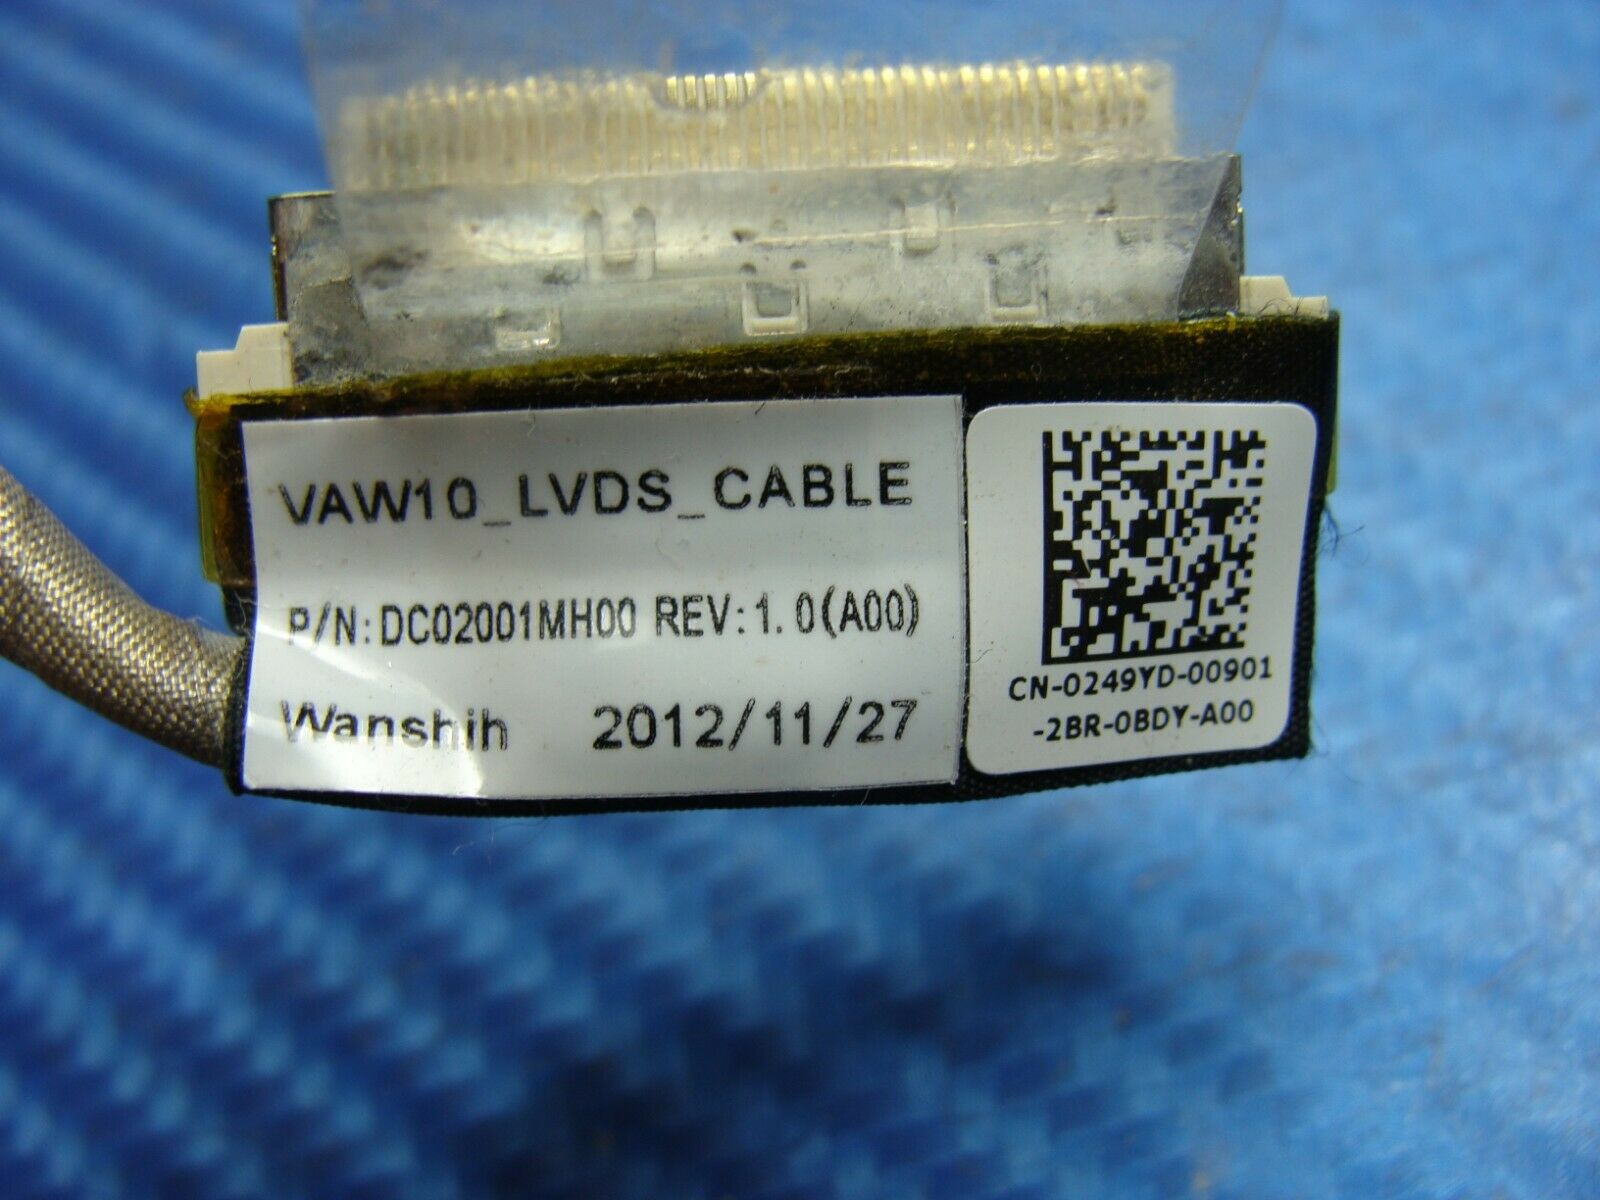 VAW10_LVDS_CABLE
P/N:DC02001MH00 REV:1.0(A00)
Wanshih 2012/11/27
CN-0249YD-00901
-2BR-0BDY-A00